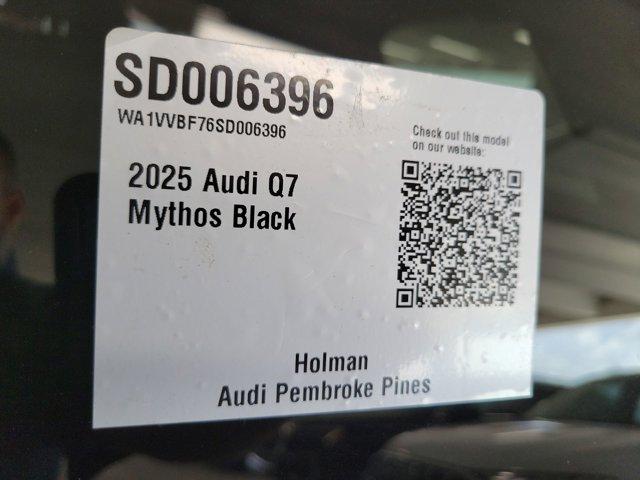 SD006396
WA1VVBF76SD006396
Check out this model
on our website:
2025 Audi Q7
Mythos Black
Holman
Audi Pembroke Pines